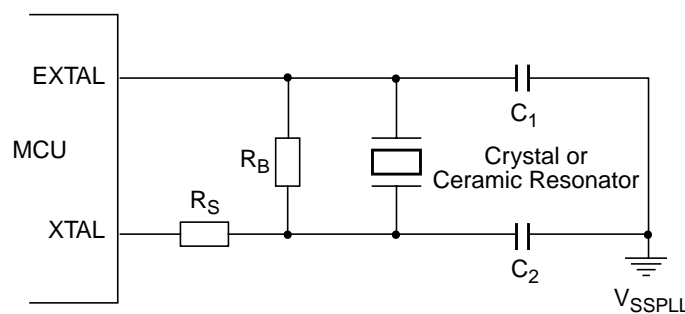 EXTAL
C1
MCU
RB
Crystal or
Ceramic Resonator
RS
XTAL
C2
VSSPLL